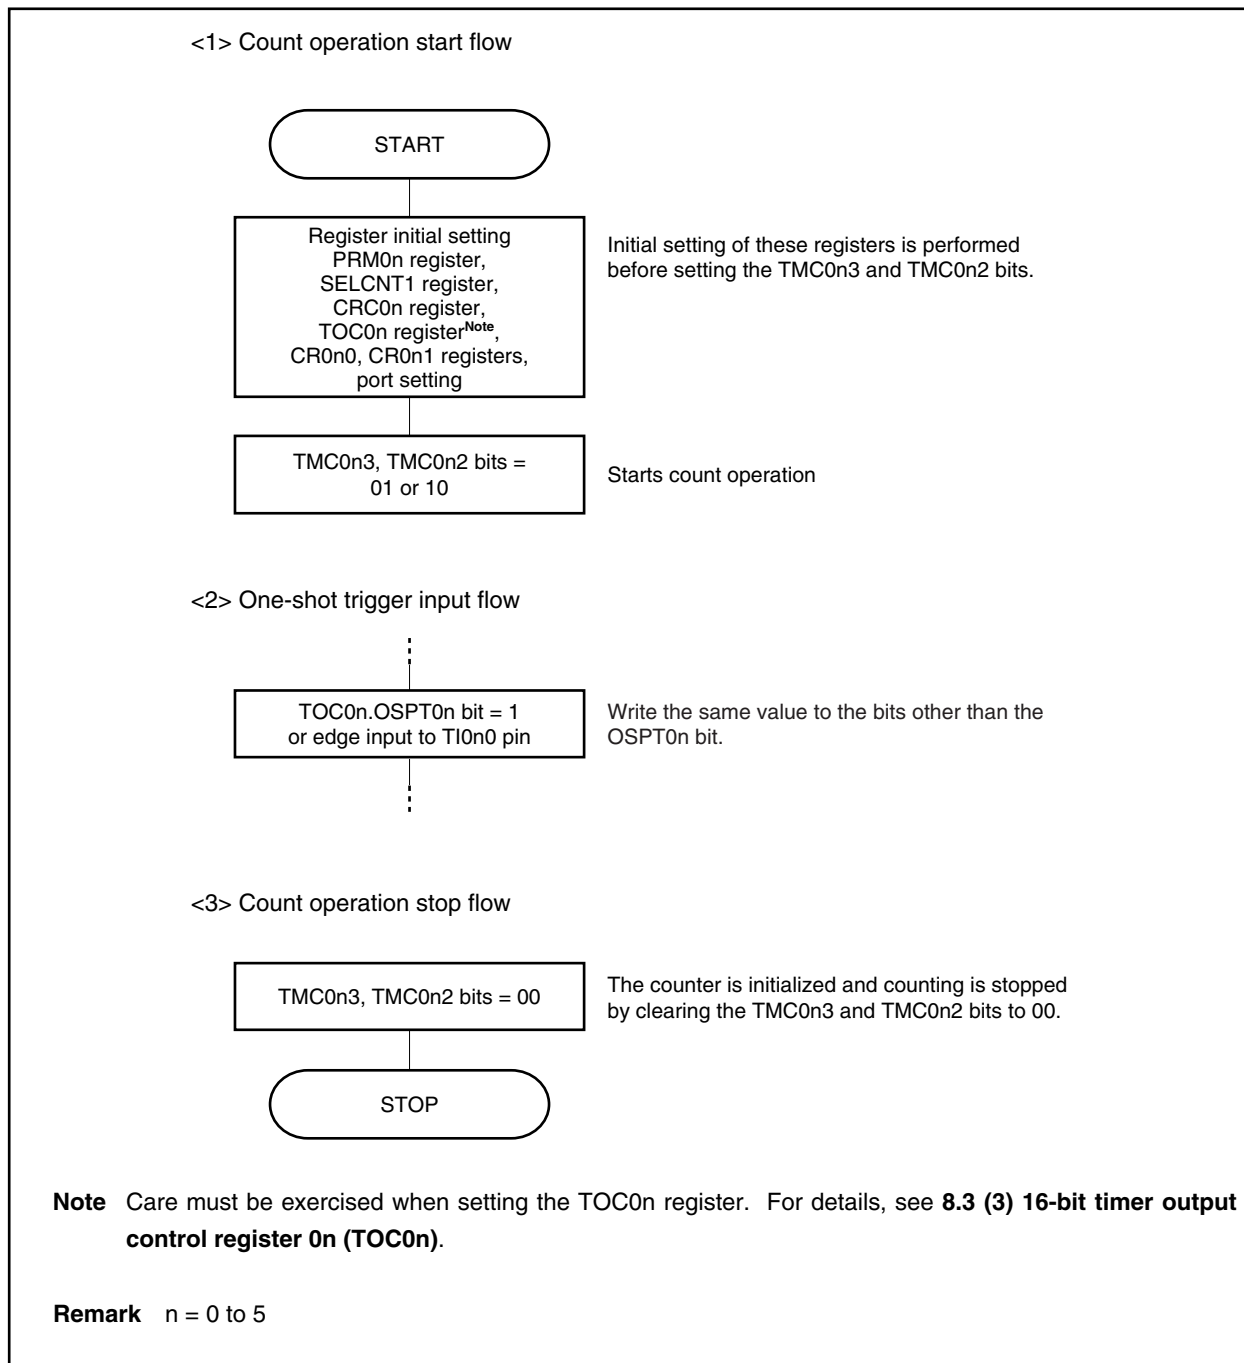 <1> Count operation start flow
START
Register initial setting
PRM0n register,
SELCNT1 register,
CRC0n register,
TOC0n registerNote,
CR0n0, CR0n1 registers,
port setting
Initial setting of these registers is performed
before setting the TMC0n3 and TMC0n2 bits.
TMC0n3, TMC0n2 bits =
01 or 10
Starts count operation
<2> One-shot trigger input flow
TOC0n.OSPT0n bit = 1
or edge input to TI0n0 pin
Write the same value to the bits other than the
OSPT0n bit.
<3> Count operation stop flow
TMC0n3, TMC0n2 bits = 00
The counter is initialized and counting is stopped
by clearing the TMC0n3 and TMC0n2 bits to 00.
STOP
Note Care must be exercised when setting the TOC0n register. For details, see 8.3 (3) 16-bit timer output
control register 0n (TOC0n).
Remark n = 0 to 5